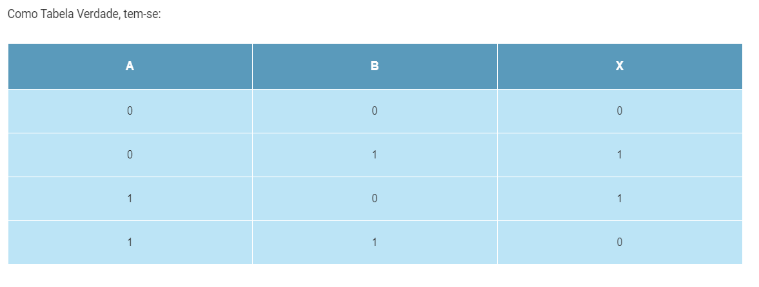 Como Tabela Verdade, tem-se:
A B X
0 0 0
0 1 1
1 0 1
1 1 0